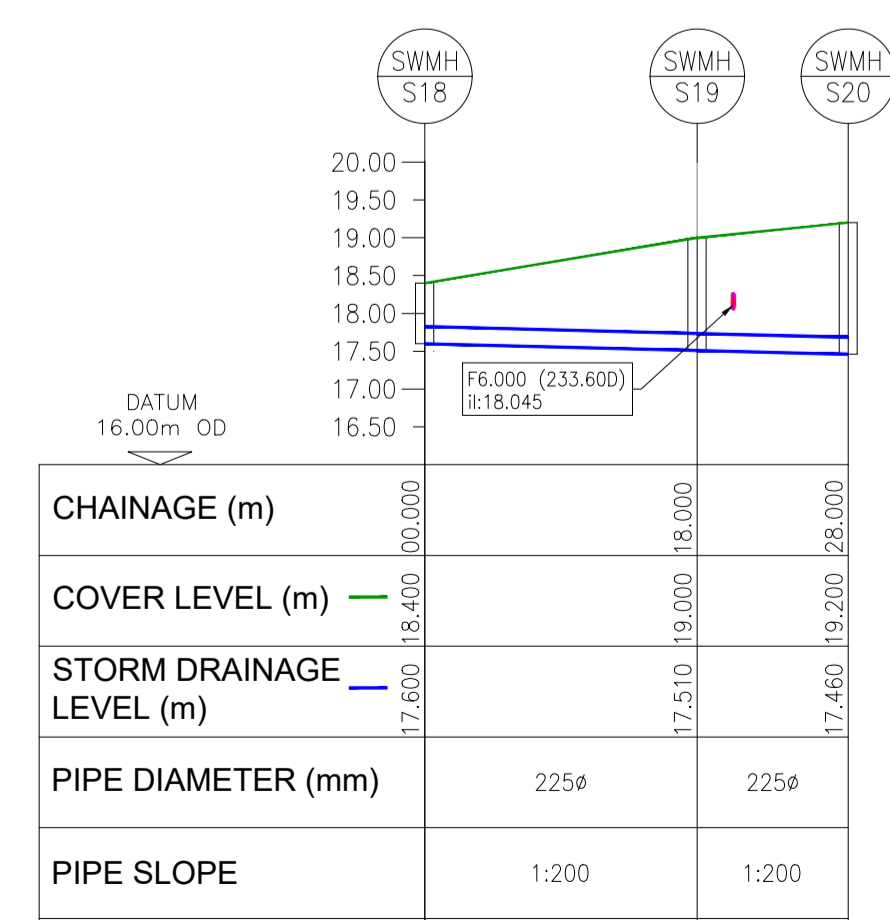 SWMH
S18
SWMH
S19
SWMH
S20
20.00
19.50
19.00
18.50
18.00
17.50
17.00
16.50
F6.000 (233.60D)
il:18.045
DATUM
16.00m OD
CHAINAGE (m)
00.000
18.000
28.000
COVER LEVEL (m)
18.400
19.000
19.200
STORM DRAINAGE
LEVEL (m)
17.600
17.510
17.460
PIPE DIAMETER (mm)
225ø
225ø
PIPE SLOPE
1:200
1:200